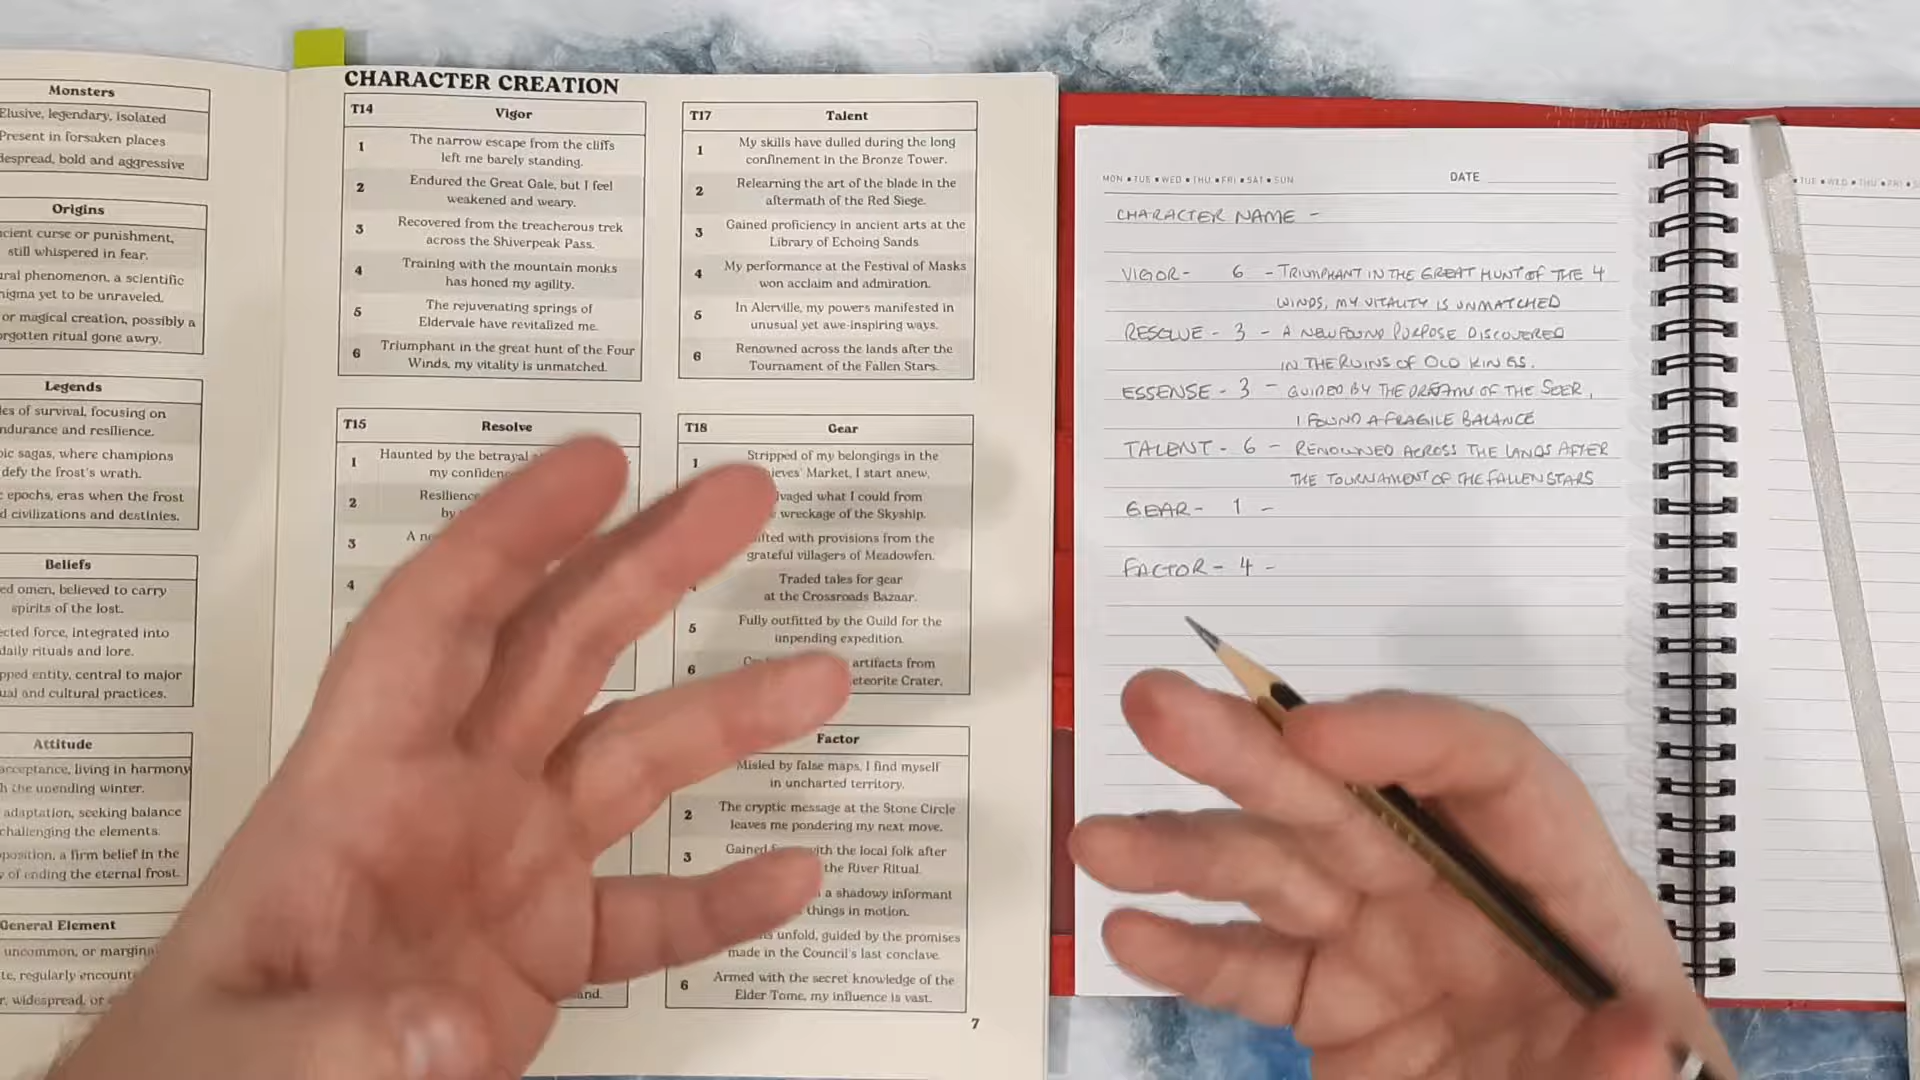 Monsters
Elusive, legendary, isolated
Present in forsaken places
despread, bold and aggressive
Origins
ncient curse or punishment,
still whispered in fear.
ural phenomenon, a scientific
nigma yet to be unraveled.
or magical creation, possibly a
orgotten ritual gone awry.
Legends
les of survival, focusing on
ndurance and resilience.
pic sagas, where champions
defy the frost's wrath.
c epochs, eras when the frost
d civilizations and destinies.
Beliefs
ed omen, believed to carry
spirits of the lost.
ected force, integrated into
daily rituals and lore.
pped entity, central to major
ual and cultural practices.
Attitude
acceptance, living in harmony
h the unending winter.
adaptation, seeking balance
challenging the elements.
position, a firm belief in the
y of ending the eternal frost.
General Element
uncommon, or margin
te, regularly encount
r, widespread, or
CHARACTER CREATION
T14 Vigor
1 The narrow escape from the cliffs
left me barely standing.
2 Endured the Great Gale, but I feel
weakened and weary.
3 Recovered from the treacherous trek
across the Shiverpeak Pass.
4 Training with the mountain monks
has honed my agility.
5 The rejuvenating springs of
Eldervale have revitalized me.
6 Triumphant in the great hunt of the Four
Winds, my vitality is unmatched.
T15 Resolve
1 Haunted by the betrayal
my confidenc
2 Resilience
by
3 A ne
4
and.
T17 Talent
1 My skills have dulled during the long
confinement in the Bronze Tower.
2 Relearning the art of the blade in the
aftermath of the Red Siege.
3 Gained proficiency in ancient arts at the
Library of Echoing Sands
4 My performance at the Festival of Masks
won acclaim and admiration.
5 In Alerville, my powers manifested in
unusual yet awe-inspiring ways.
6 Renowned across the lands after the
Tournament of the Fallen Stars.
T18 Gear
1 Stripped of my belongings in the
hieves' Market, I start anew.
lvaged what I could from
wreckage of the Skyship.
ifted with provisions from the
grateful villagers of Meadowfen.
Traded tales for gear
at the Crossroads Bazaar.
5 Fully outfitted by the Guild for the
unpending expedition.
6 artifacts from
eteorite Crater.
Factor
Misled by false maps, I find myself
in uncharted territory.
2 The cryptic message at the Stone Circle
leaves me pondering my next move.
3 Gained with the local folk after
the River Ritual.
a shadowy informant
things in motion.
unfold, guided by the promises
made in the Council's last conclave.
6 Armed with the secret knowledge of the
Elder Tome, my influence is vast.
7
MON • TUE • WED • THU • FRI • SAT • SUN DATE
CHARACTER NAME -
VIGOR - 6 - TRIUMPHANT IN THE GREAT HUNT OF THE 4
WINDS, MY VITALITY IS UNMATCHED
RESOLVE - 3 - A NEWFOUND PURPOSE DISCOVERED
IN THE RUINS OF OLD KINGS.
ESSENSE - 3 - GUIDED BY THE DREAMS OF THE SEER,
I FOUND A FRAGILE BALANCE
TALENT - 6 - RENOWNED ACROSS THE LANDS AFTER
THE TOURNAMENT OF THE FALLEN STARS
GEAR - 1 -
FACTOR - 4 -
• TUE • WED • THU • FRI • S